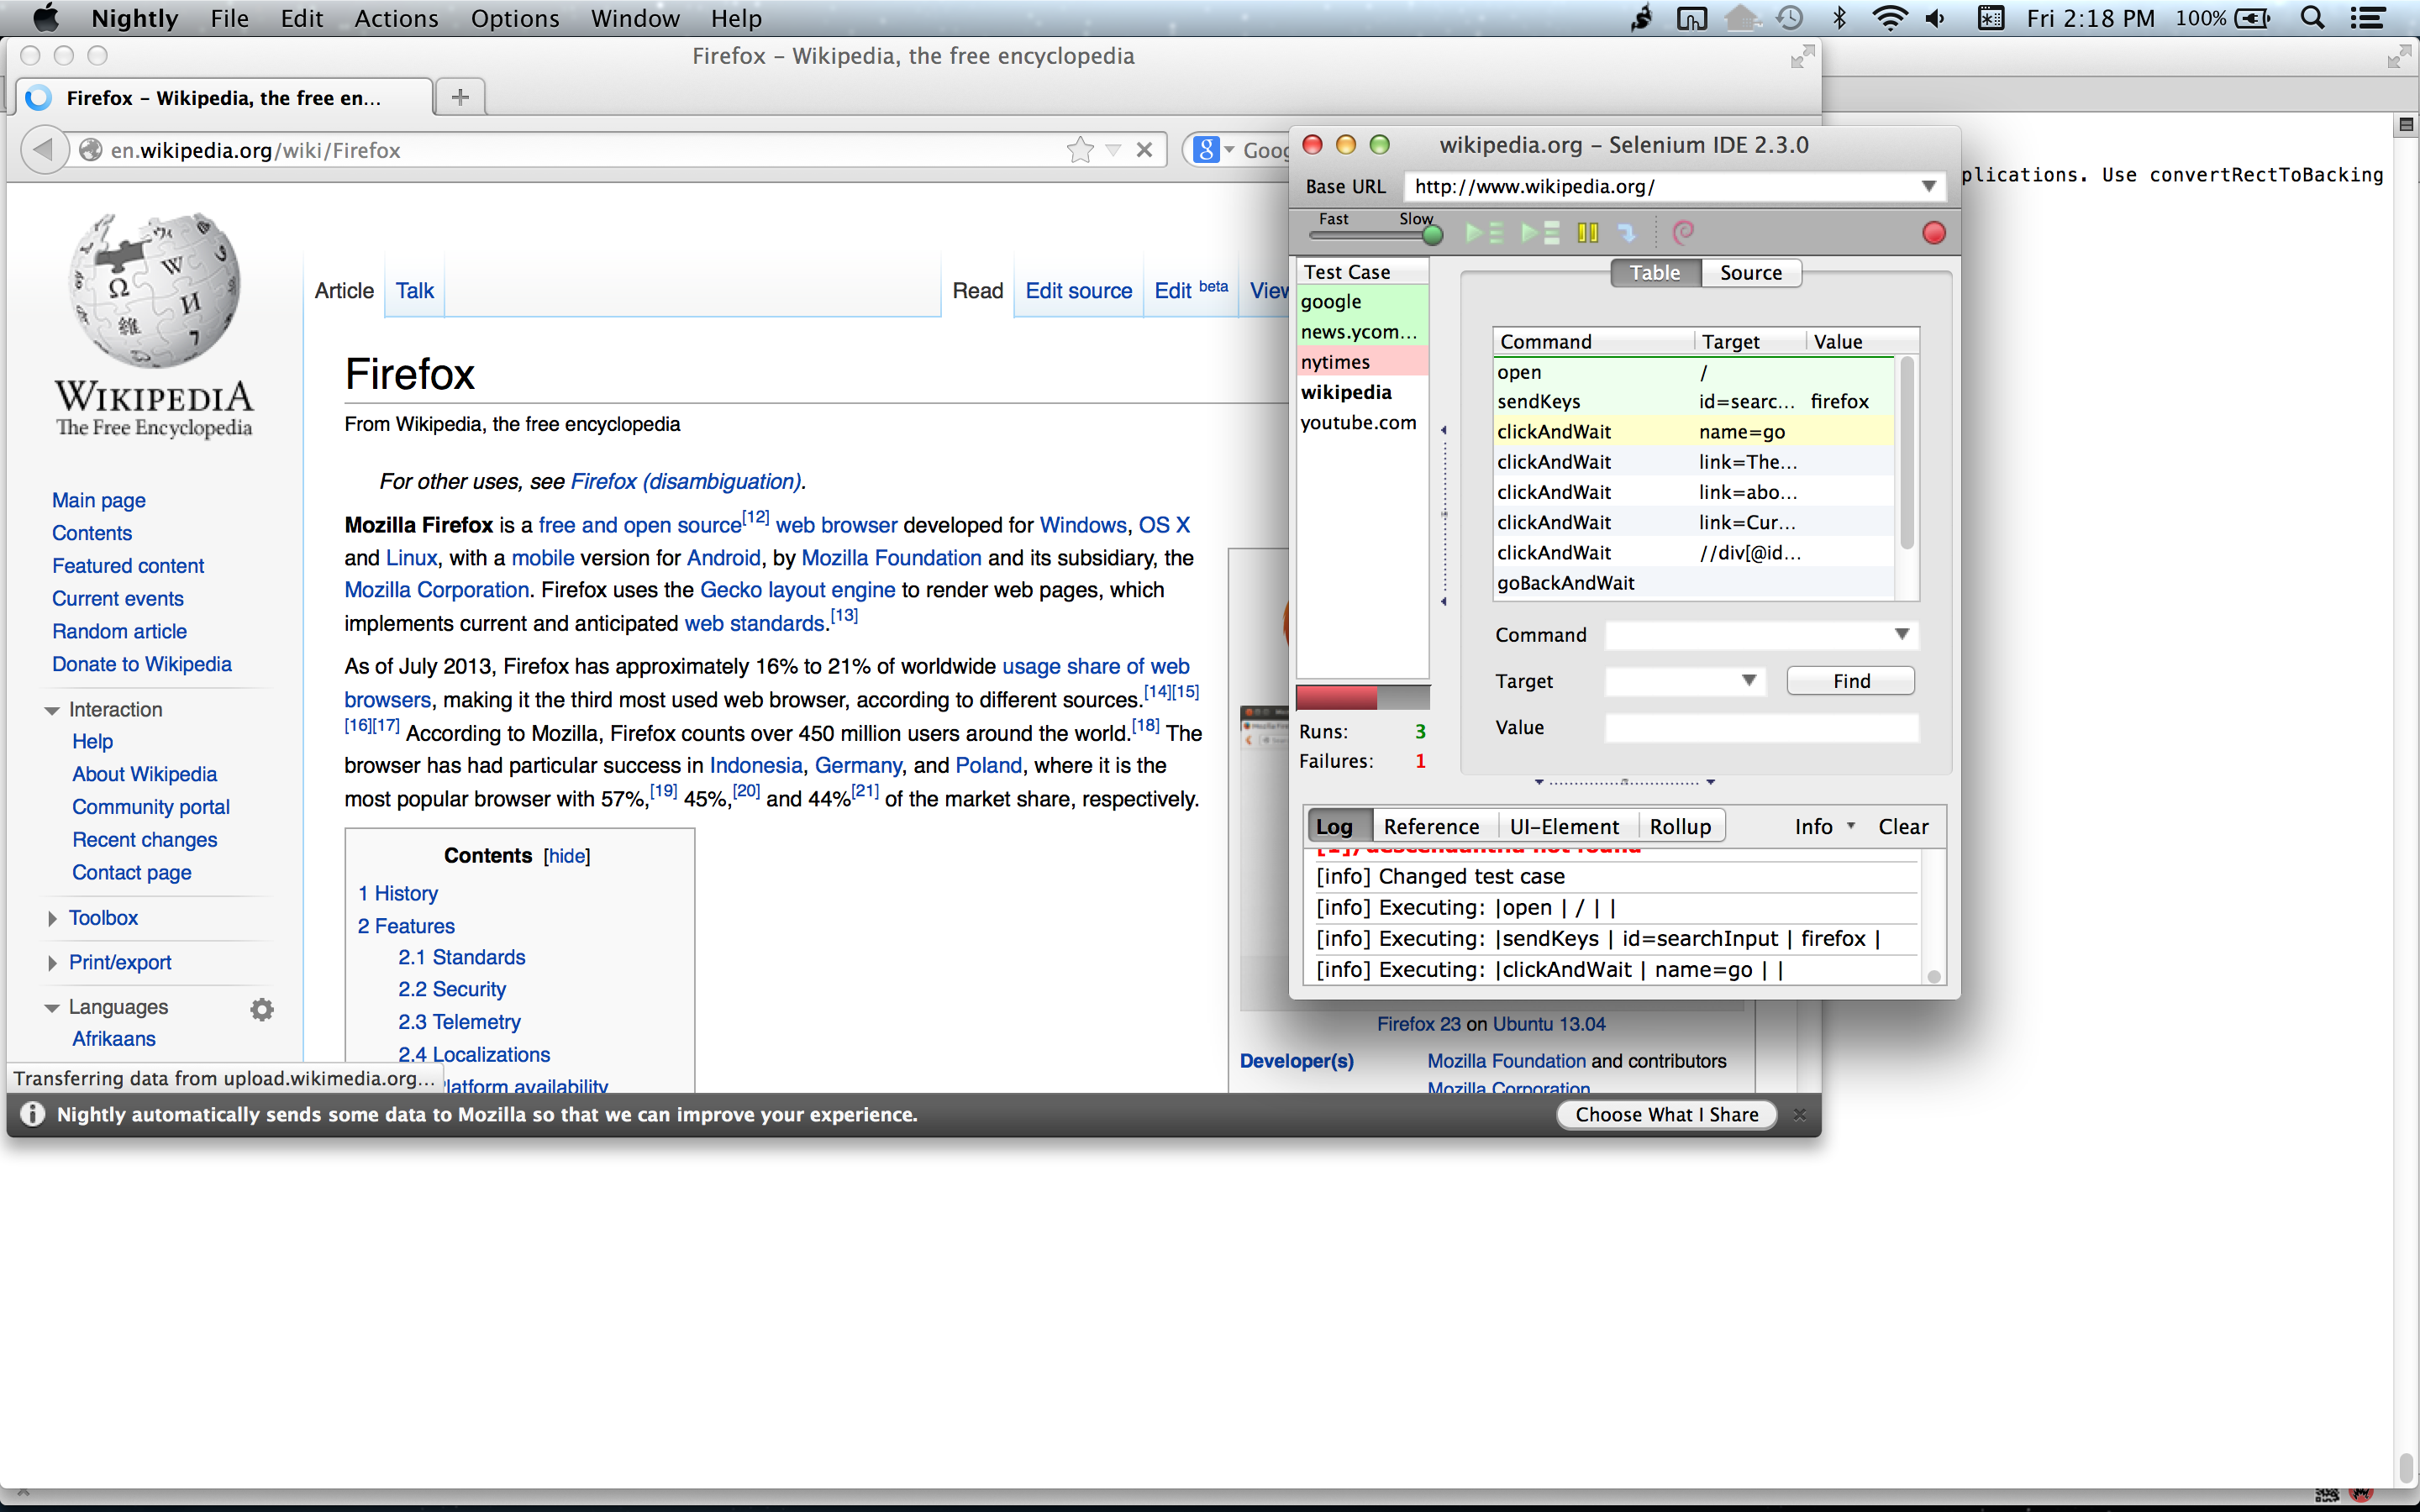 Nightly File Edit Actions Options Window Help Fri 2:18 PM 100%
Firefox – Wikipedia, the free encyclopedia
Firefox – Wikipedia, the free en...
en.wikipedia.org/wiki/Firefox
WIKIPEDIA
The Free Encyclopedia
Main page
Contents
Featured content
Current events
Random article
Donate to Wikipedia
Interaction
Help
About Wikipedia
Community portal
Recent changes
Contact page
Toolbox
Print/export
Languages
Afrikaans
Article Talk Read Edit source Edit beta
Firefox
From Wikipedia, the free encyclopedia
For other uses, see Firefox (disambiguation).
Mozilla Firefox is a free and open source[12] web browser developed for Windows, OS X
and Linux, with a mobile version for Android, by Mozilla Foundation and its subsidiary, the
Mozilla Corporation. Firefox uses the Gecko layout engine to render web pages, which
implements current and anticipated web standards.[13]
As of July 2013, Firefox has approximately 16% to 21% of worldwide usage share of web
browsers, making it the third most used web browser, according to different sources.[14][15]
[16][17] According to Mozilla, Firefox counts over 450 million users around the world.[18] The
browser has had particular success in Indonesia, Germany, and Poland, where it is the
most popular browser with 57%,[19] 45%,[20] and 44%[21] of the market share, respectively.
Contents [hide]
1 History
2 Features
2.1 Standards
2.2 Security
2.3 Telemetry
2.4 Localizations
latform availability
Firefox 23 on Ubuntu 13.04
Developer(s) Mozilla Foundation and contributors
Mozilla Corporation
Transferring data from upload.wikimedia.org...
Nightly automatically sends some data to Mozilla so that we can improve your experience.
Choose What I Share
wikipedia.org – Selenium IDE 2.3.0
Base URL http://www.wikipedia.org/
Fast Slow
Test Case
google
news.ycom...
nytimes
wikipedia
youtube.com
Runs: 3
Failures: 1
Table Source
Command Target Value
open /
sendKeys id=searc... firefox
clickAndWait name=go
clickAndWait link=The...
clickAndWait link=abo...
clickAndWait link=Cur...
clickAndWait //div[@id...
goBackAndWait
Command
Target Find
Value
Log Reference UI-Element Rollup Info Clear
[info] Changed test case
[info] Executing: |open | / | |
[info] Executing: |sendKeys | id=searchInput | firefox |
[info] Executing: |clickAndWait | name=go | |
plications. Use convertRectToBacking